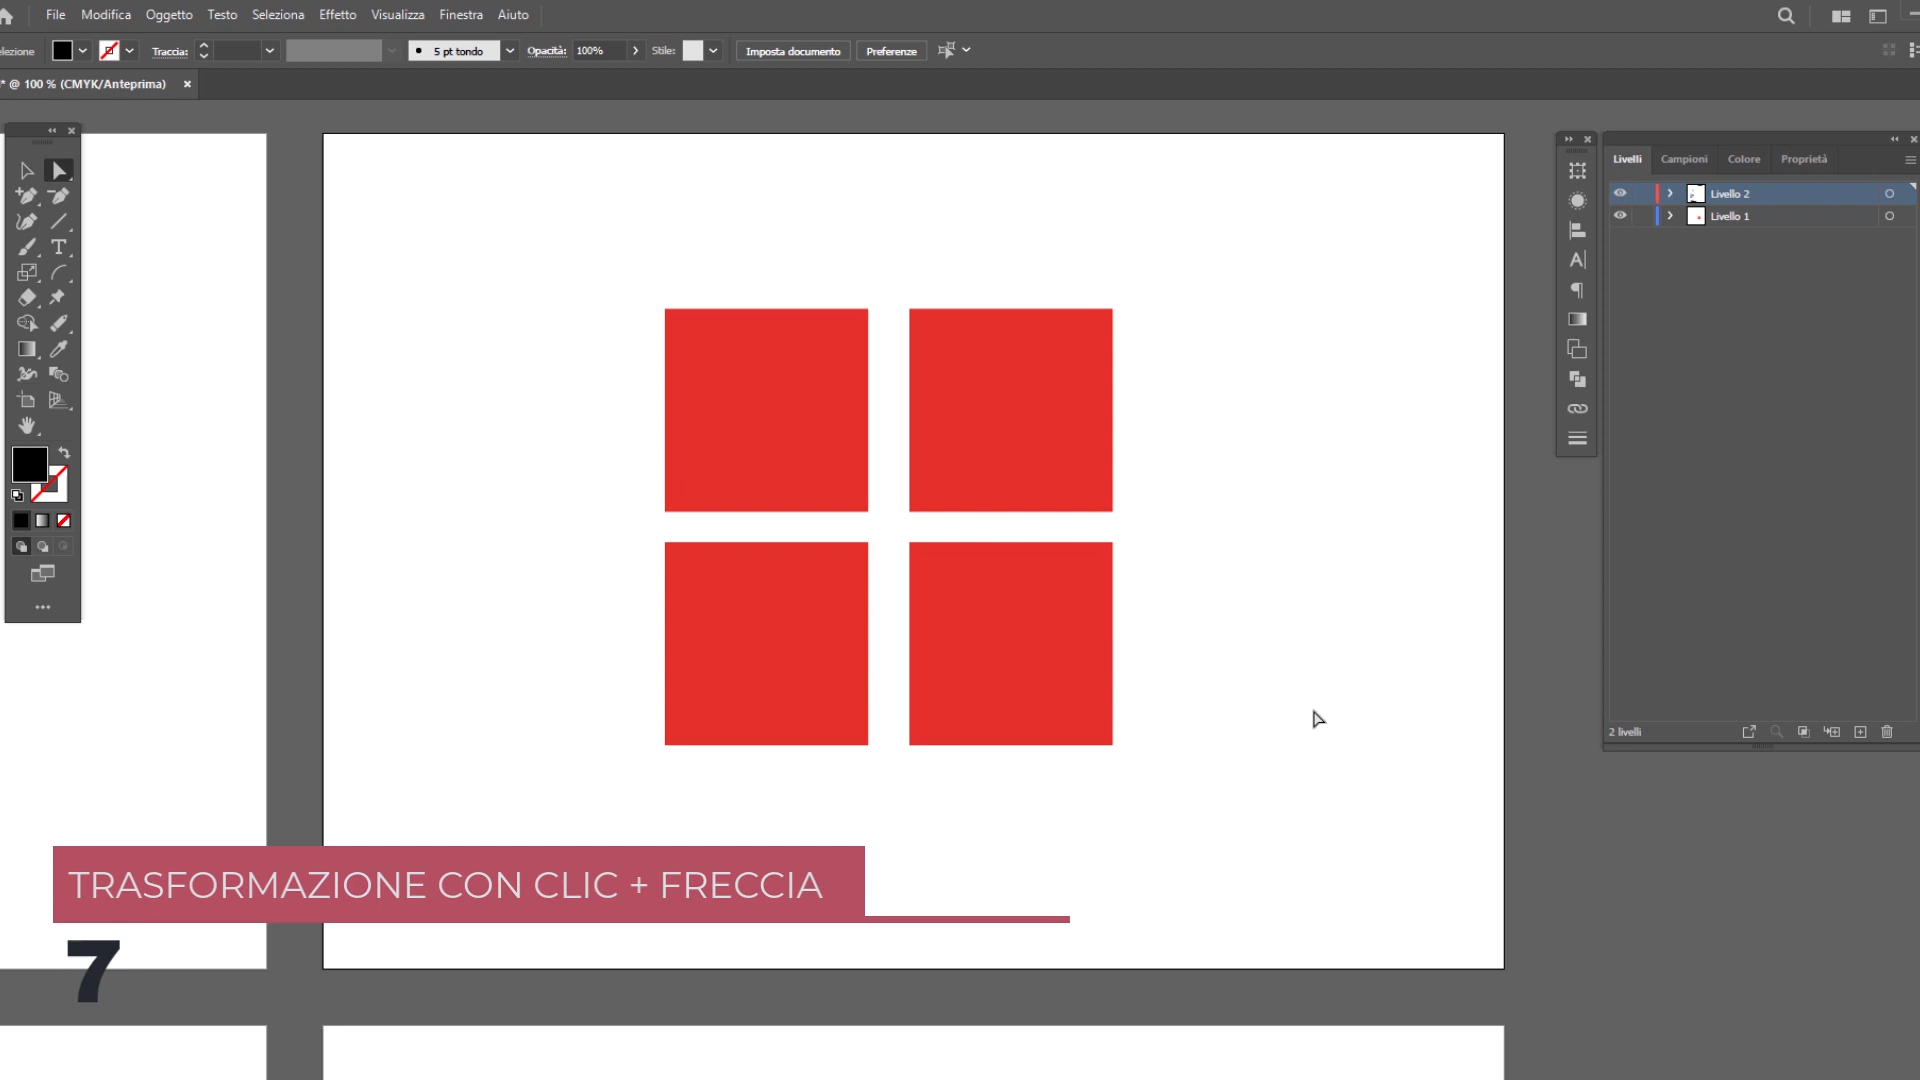 File Modifica Oggetto Testo Seleziona Effetto Visualizza Finestra Aiuto
elezione Traccia: 5 pt tondo Opacità: 100% Stile: Imposta documento Preferenze
* @ 100 % (CMYK/Anteprima)
Livelli Campioni Colore Proprietà
Livello 2
Livello 1
2 livelli
TRASFORMAZIONE CON CLIC + FRECCIA
7